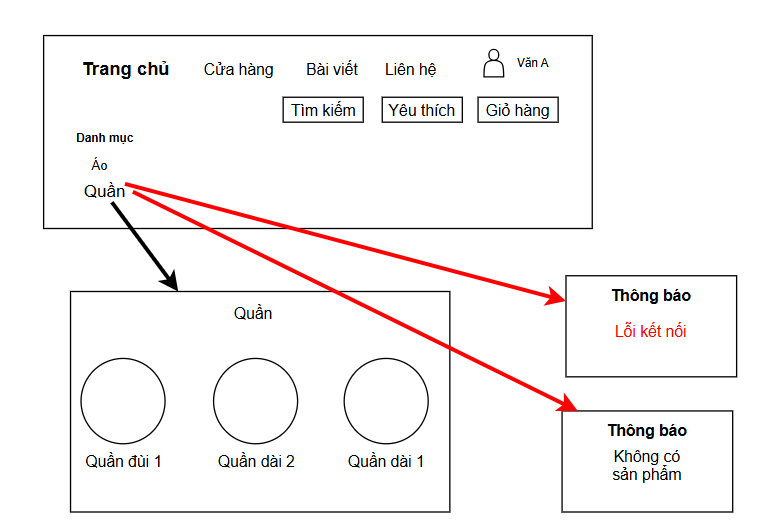 Trang chủ Cửa hàng Bài viết Liên hệ Văn A
Tìm kiếm Yêu thích Giỏ hàng
Danh mục
Áo
Quần
Quần
Quần đùi 1 Quần dài 2 Quần dài 1
Thông báo
Lỗi kết nối
Thông báo
Không có
sản phẩm